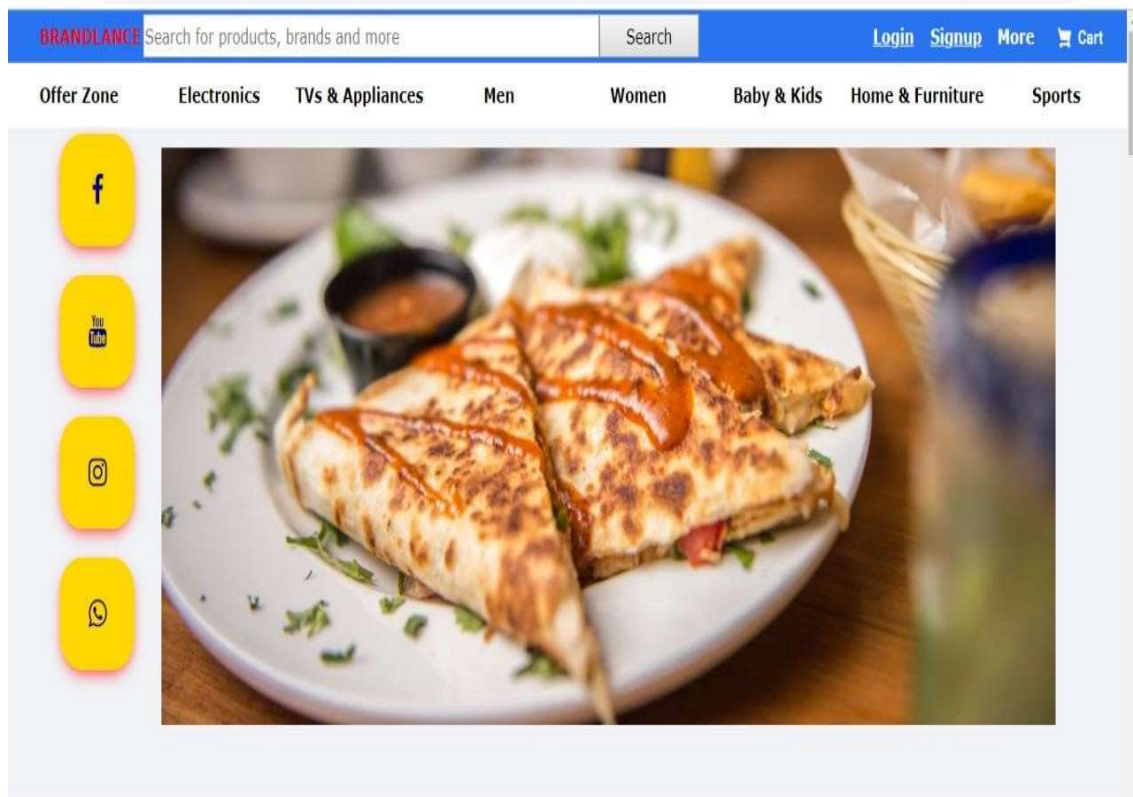 BRANDLANCE Search for products, brands and more Search Login Signup More Cart
Offer Zone Electronics TVs & Appliances Men Women Baby & Kids Home & Furniture Sports
f
You
Tube